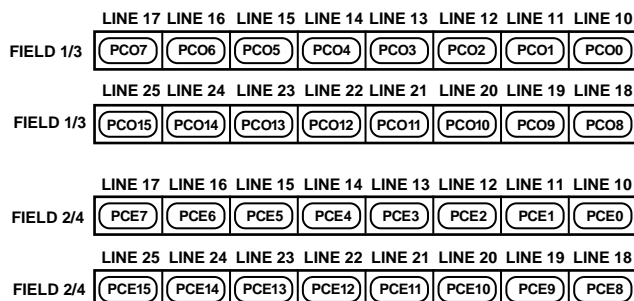 LINE 17 LINE 16 LINE 15 LINE 14 LINE 13 LINE 12 LINE 11 LINE 10
FIELD 1/3 PCO7 PCO6 PCO5 PCO4 PCO3 PCO2 PCO1 PCO0
LINE 25 LINE 24 LINE 23 LINE 22 LINE 21 LINE 20 LINE 19 LINE 18
FIELD 1/3 PCO15 PCO14 PCO13 PCO12 PCO11 PCO10 PCO9 PCO8
LINE 17 LINE 16 LINE 15 LINE 14 LINE 13 LINE 12 LINE 11 LINE 10
FIELD 2/4 PCE7 PCE6 PCE5 PCE4 PCE3 PCE2 PCE1 PCE0
LINE 25 LINE 24 LINE 23 LINE 22 LINE 21 LINE 20 LINE 19 LINE 18
FIELD 2/4 PCE15 PCE14 PCE13 PCE12 PCE11 PCE10 PCE9 PCE8